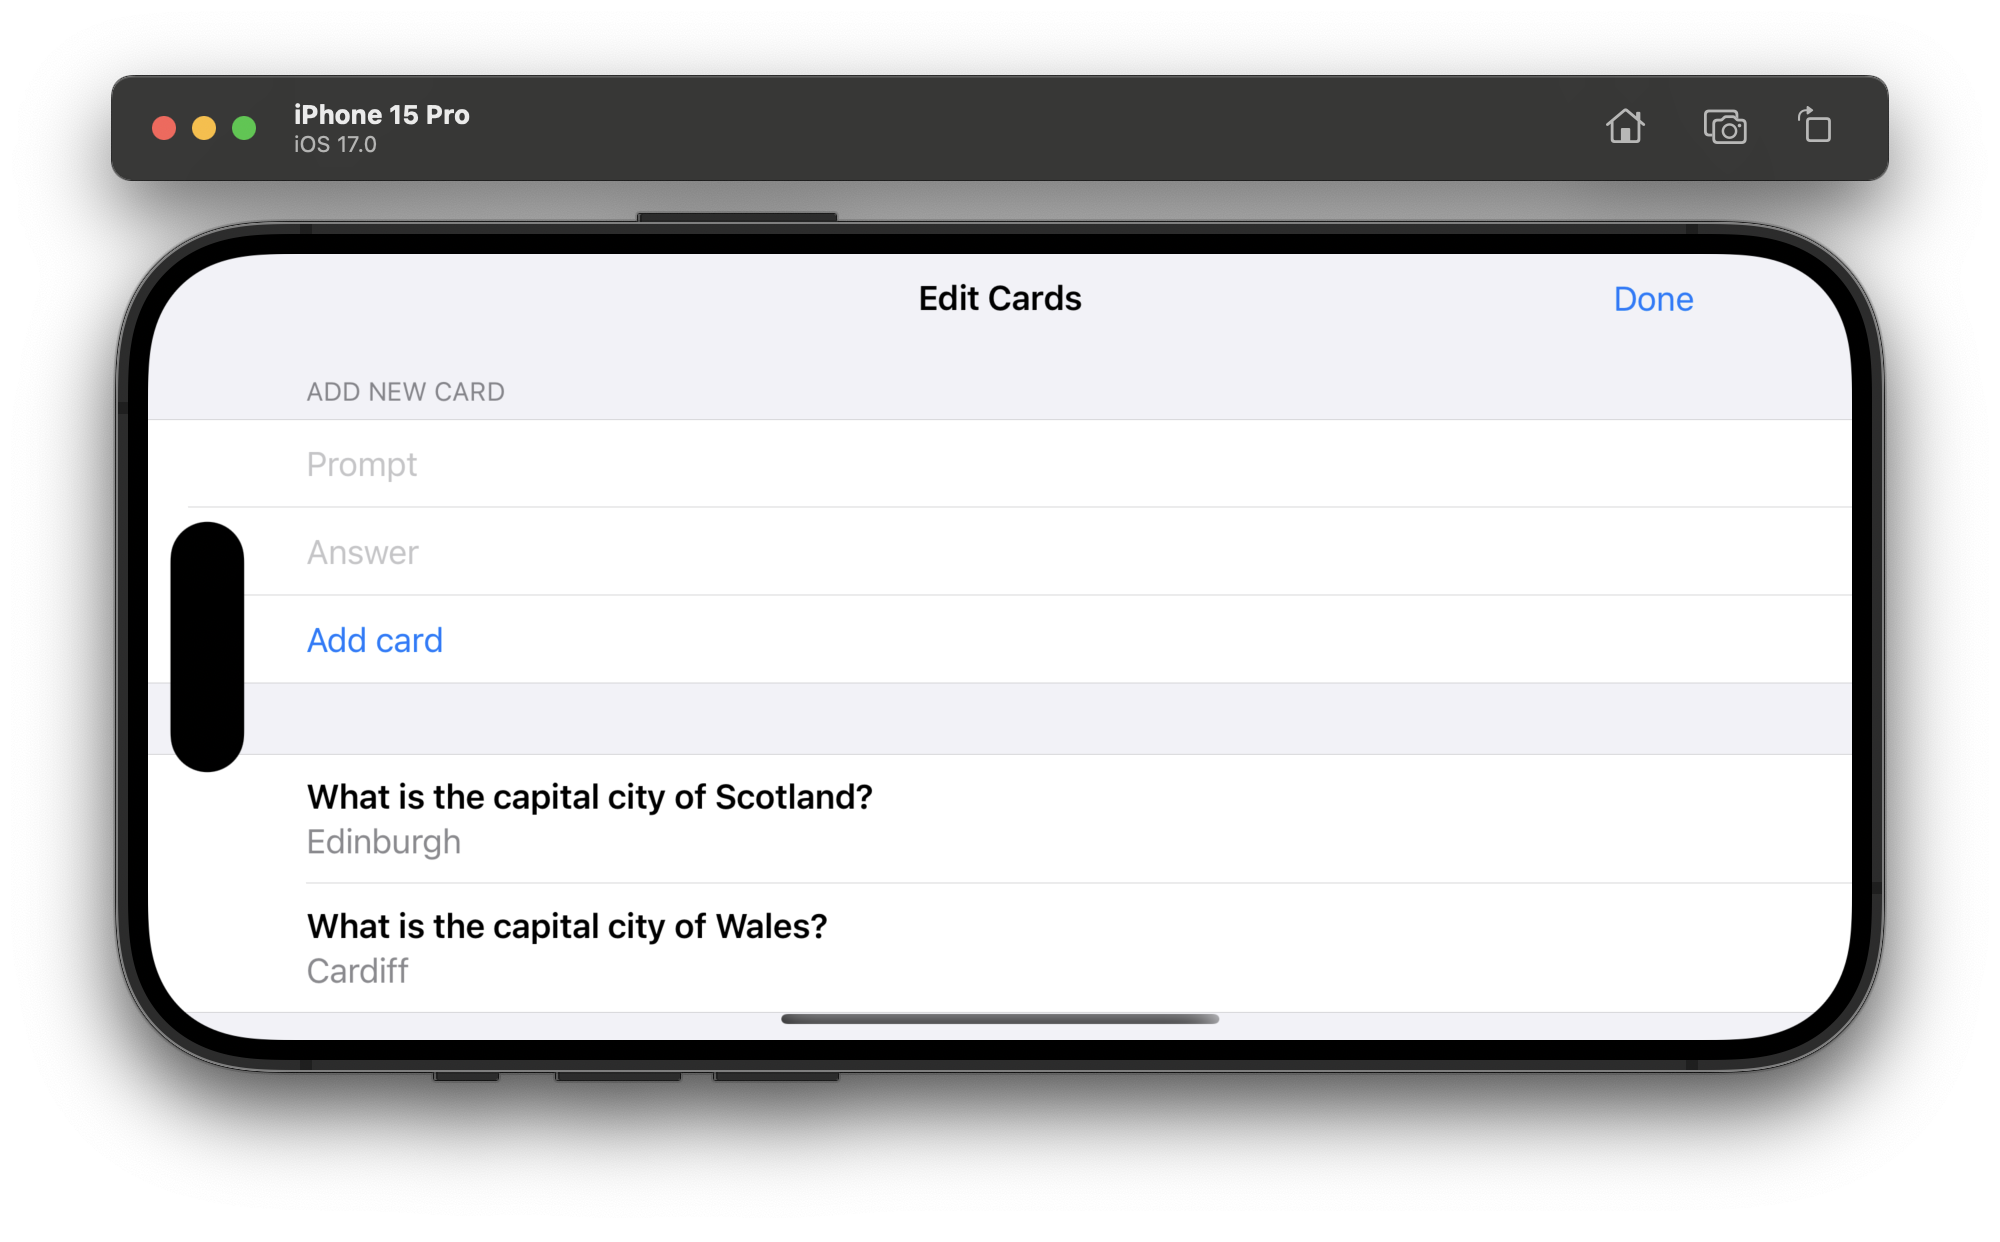 iPhone 15 Pro
iOS 17.0
Edit Cards
Done
ADD NEW CARD
Prompt
Answer
Add card
What is the capital city of Scotland?
Edinburgh
What is the capital city of Wales?
Cardiff